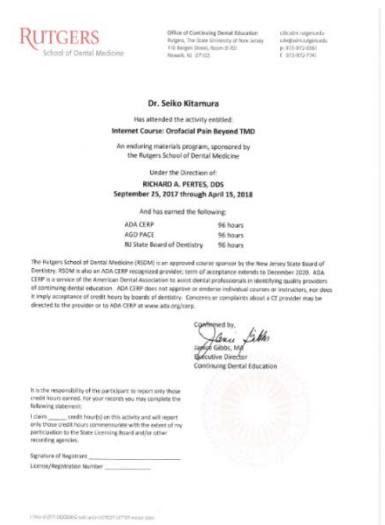 RUTGERS
School of Dental Medicine
Office of Continuing Dental Education
Rutgers, The State University of New Jersey
110 Bergen Street, Room
Newark, NJ 07103
Dr. Seiko Kitamura
Has attended the activity entitled:
Internet Course: Orofacial Pain Beyond TMD
An enduring materials program, sponsored by
the Rutgers School of Dental Medicine
Under the Direction of:
RICHARD A. PERTES, DDS
September 25, 2017 through April 15, 2018
And has earned the following:
ADA CERP 96 hours
AGD PACE 96 hours
NJ State Board of Dentistry 96 hours
The Rutgers School of Dental Medicine (RSDM) is an approved course sponsor by the New Jersey State Board of
Dentistry. RSDM is also an ADA CERP recognized provider, term of acceptance extends to December 2020. ADA
CERP is a service of the American Dental Association to assist dental professionals in identifying quality providers
of continuing dental education. ADA CERP does not approve or endorse individual courses or instructors, nor does
it imply acceptance of credit hours by boards of dentistry. Concerns or complaints about a CE provider may be
directed to the provider or to ADA CERP at www.ada.org/cerp.
Confirmed by,
Janice Gibbs
Janice Gibbs, MA
Executive Director
Continuing Dental Education
It is the responsibility of the participant to report only those
credit hours earned. For your records you may complete the
following statement:
I claim ______ credit hour(s) on this activity and will report
only those credit hours commensurate with the extent of my
participation to the State Licensing Board and/or other
recording agencies.
Signature of Registrant
License/Registration Number